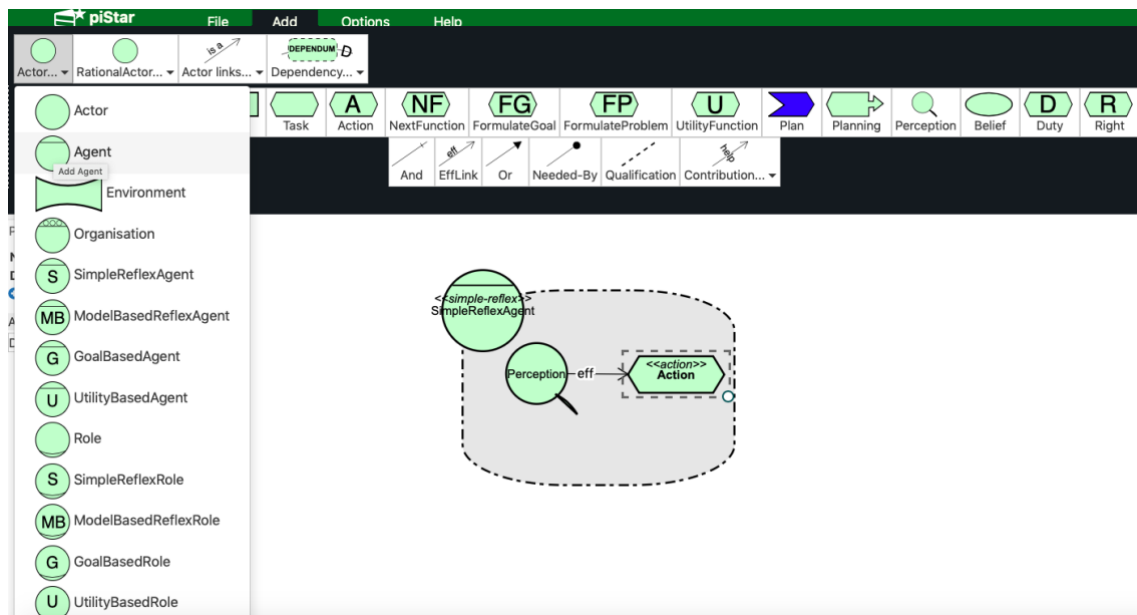 piStar File Add Options Help
is a DEPENDUM D
Actor... RationalActor... Actor links... Dependency...
A NF FG FP U D R
Task Action NextFunction FormulateGoal FormulateProblem UtilityFunction Plan Planning Perception Belief Duty Right
eff help
And EffLink Or Needed-By Qualification Contribution...
Actor
Agent
Add Agent
Environment
Organisation
S SimpleReflexAgent
MB ModelBasedReflexAgent
G GoalBasedAgent
U UtilityBasedAgent
Role
S SimpleReflexRole
MB ModelBasedReflexRole
G GoalBasedRole
U UtilityBasedRole
<<simple-reflex>>
SimpleReflexAgent
Perception eff
<<action>>
Action